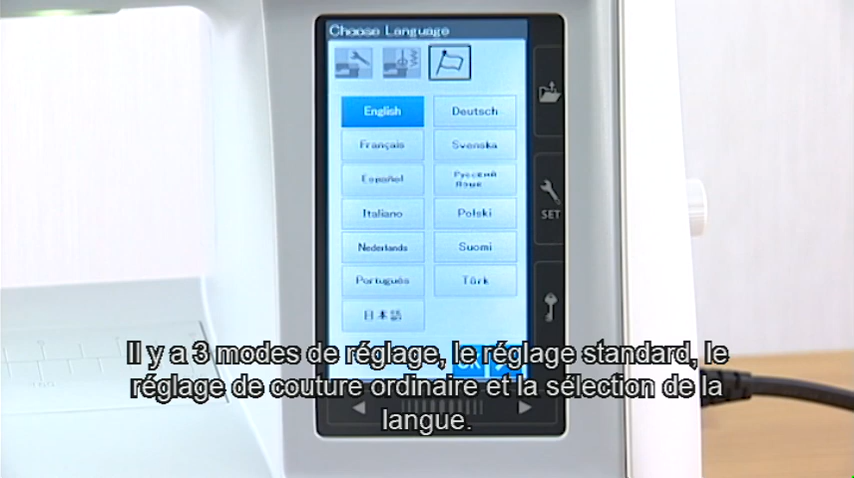 Choose Language
English
Deutsch
Français
Svenska
Español
Русский
Язык
Italiano
Polski
Nederlands
Suomi
Português
Türk
日本語
SET
Il y a 3 modes de réglage, le réglage standard, le
réglage de couture ordinaire et la sélection de la
langue.